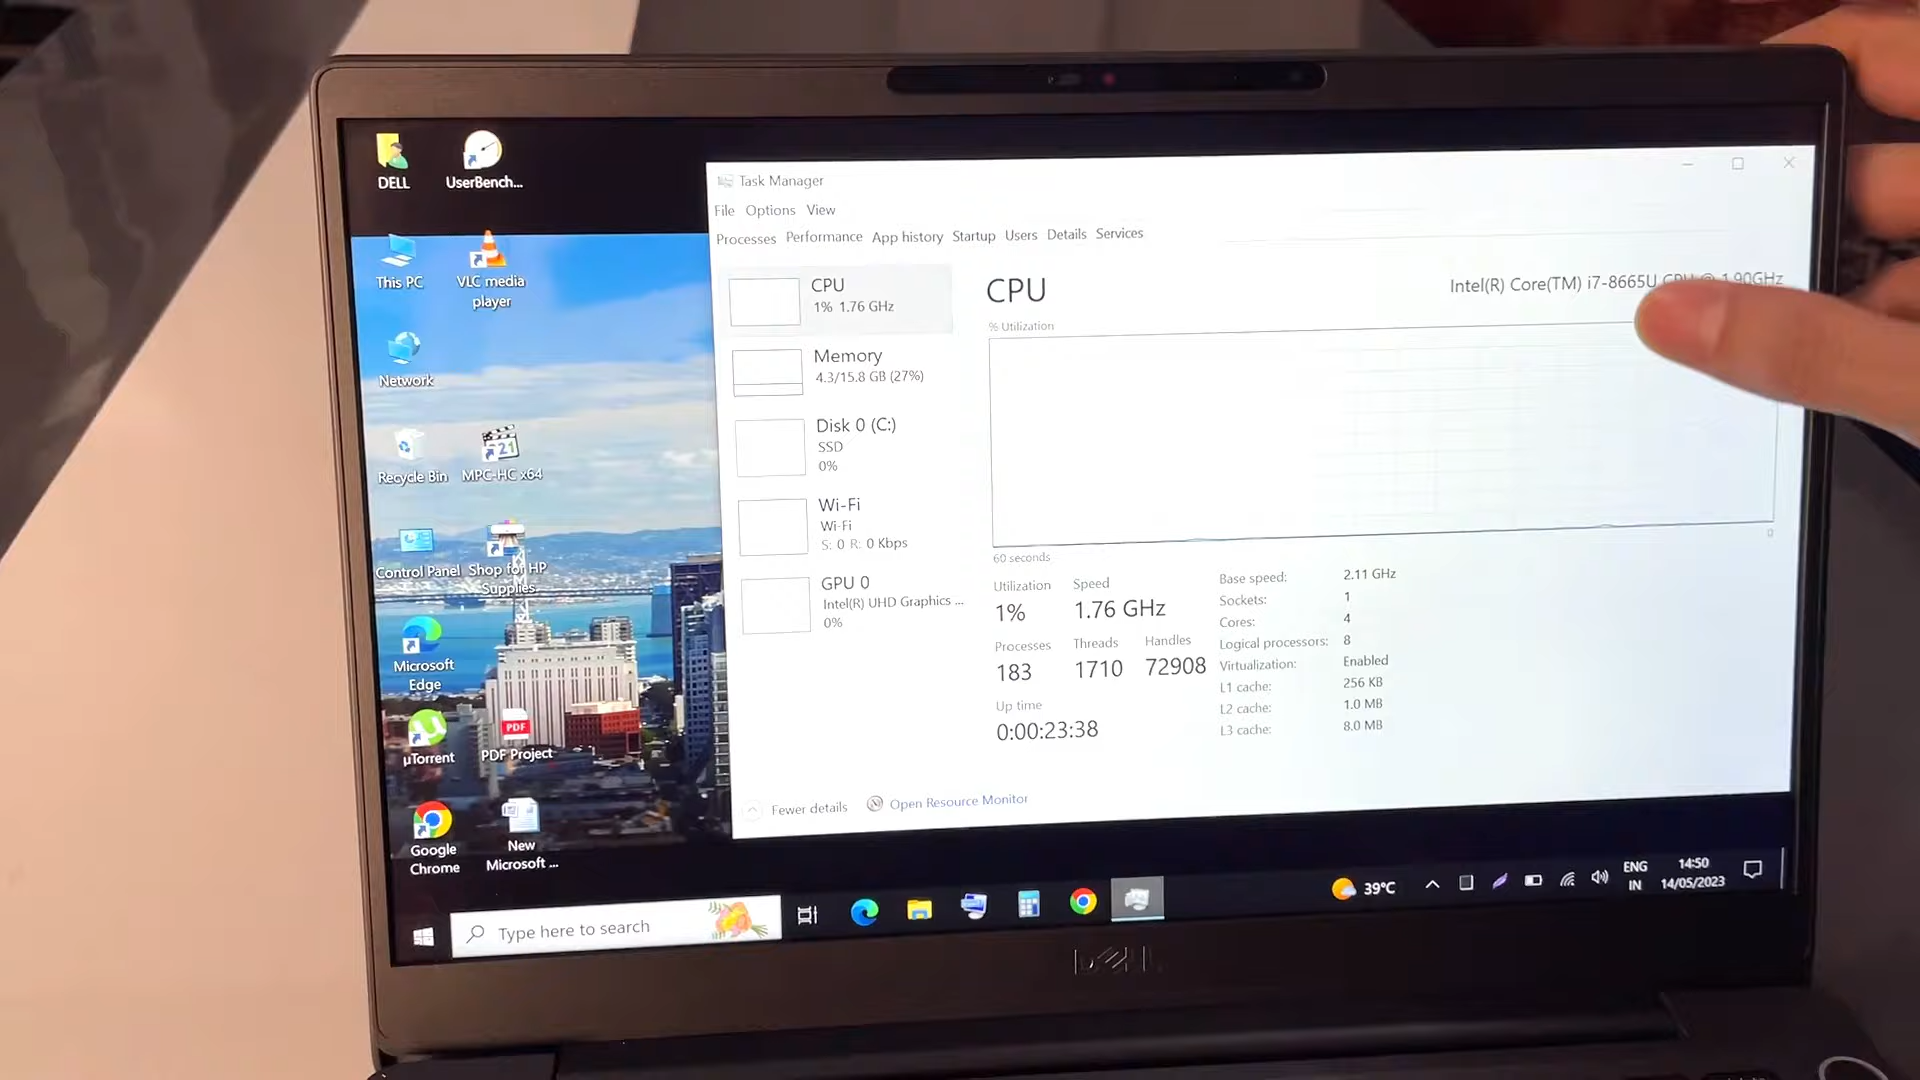 DELL
UserBench...
This PC
VLC media
player
Network
Recycle Bin
MPC-HC x64
21
Control Panel
Shop for HP
Supplies
Microsoft
Edge
µTorrent
PDF
PDF Project
Google
Chrome
New
Microsoft ...
Task Manager
File Options View
Processes Performance App history Startup Users Details Services
CPU
1% 1.76 GHz
Memory
4.3/15.8 GB (27%)
Disk 0 (C:)
SSD
0%
Wi-Fi
Wi-Fi
S: 0 R: 0 Kbps
GPU 0
Intel(R) UHD Graphics ...
0%
CPU
Intel(R) Core(TM) i7-8665U CPU @ 1.90GHz
% Utilization
60 seconds
0
Utilization Speed
1% 1.76 GHz
Processes Threads Handles
183 1710 72908
Up time
0:00:23:38
Base speed: 2.11 GHz
Sockets: 1
Cores: 4
Logical processors: 8
Virtualization: Enabled
L1 cache: 256 KB
L2 cache: 1.0 MB
L3 cache: 8.0 MB
Fewer details Open Resource Monitor
Type here to search
39°C
ENG
IN
14:50
14/05/2023
DELL